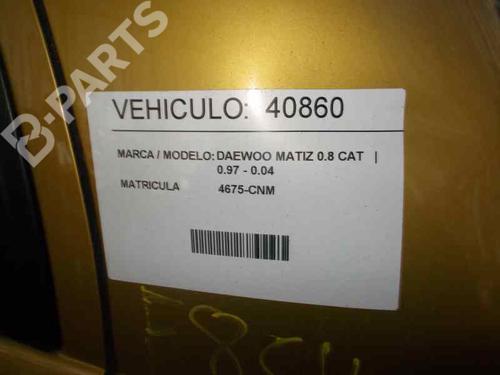 B-PARTS
VEHICULO: 40860
MARCA / MODELO: DAEWOO MATIZ 0.8 CAT |
0.97 - 0.04
MATRICULA 4675-CNM